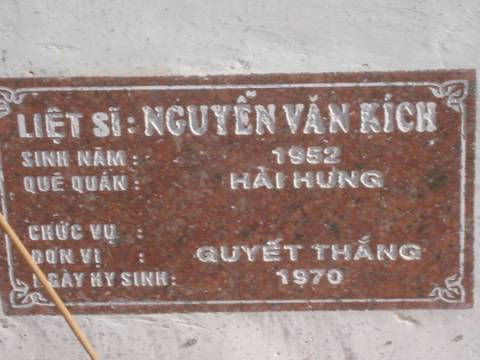 LIỆT SĨ: NGUYỄN VĂN KÍCH
SINH NĂM : 1952
QUÊ QUÁN : HẢI HƯNG
CHỨC VỤ :
ĐƠN VỊ : QUYẾT THẮNG
NGÀY HY SINH: 1970